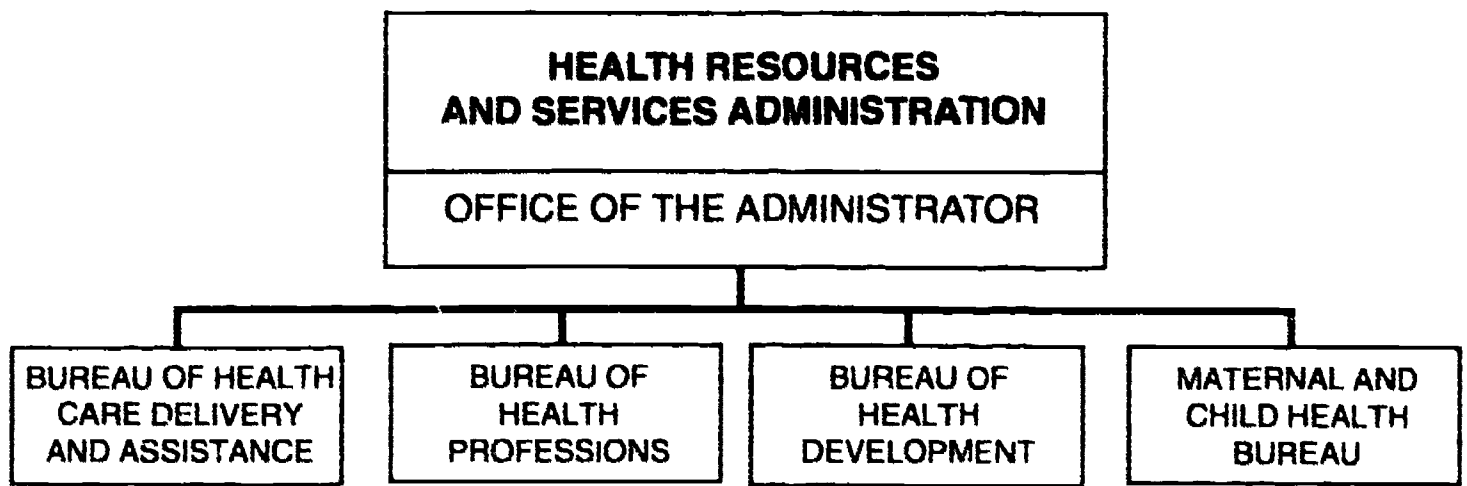 HEALTH RESOURCES
AND SERVICES ADMINISTRATION
OFFICE OF THE ADMINISTRATOR
BUREAU OF HEALTH
CARE DELIVERY
AND ASSISTANCE
BUREAU OF
HEALTH
PROFESSIONS
BUREAU OF
HEALTH
DEVELOPMENT
MATERNAL AND
CHILD HEALTH
BUREAU